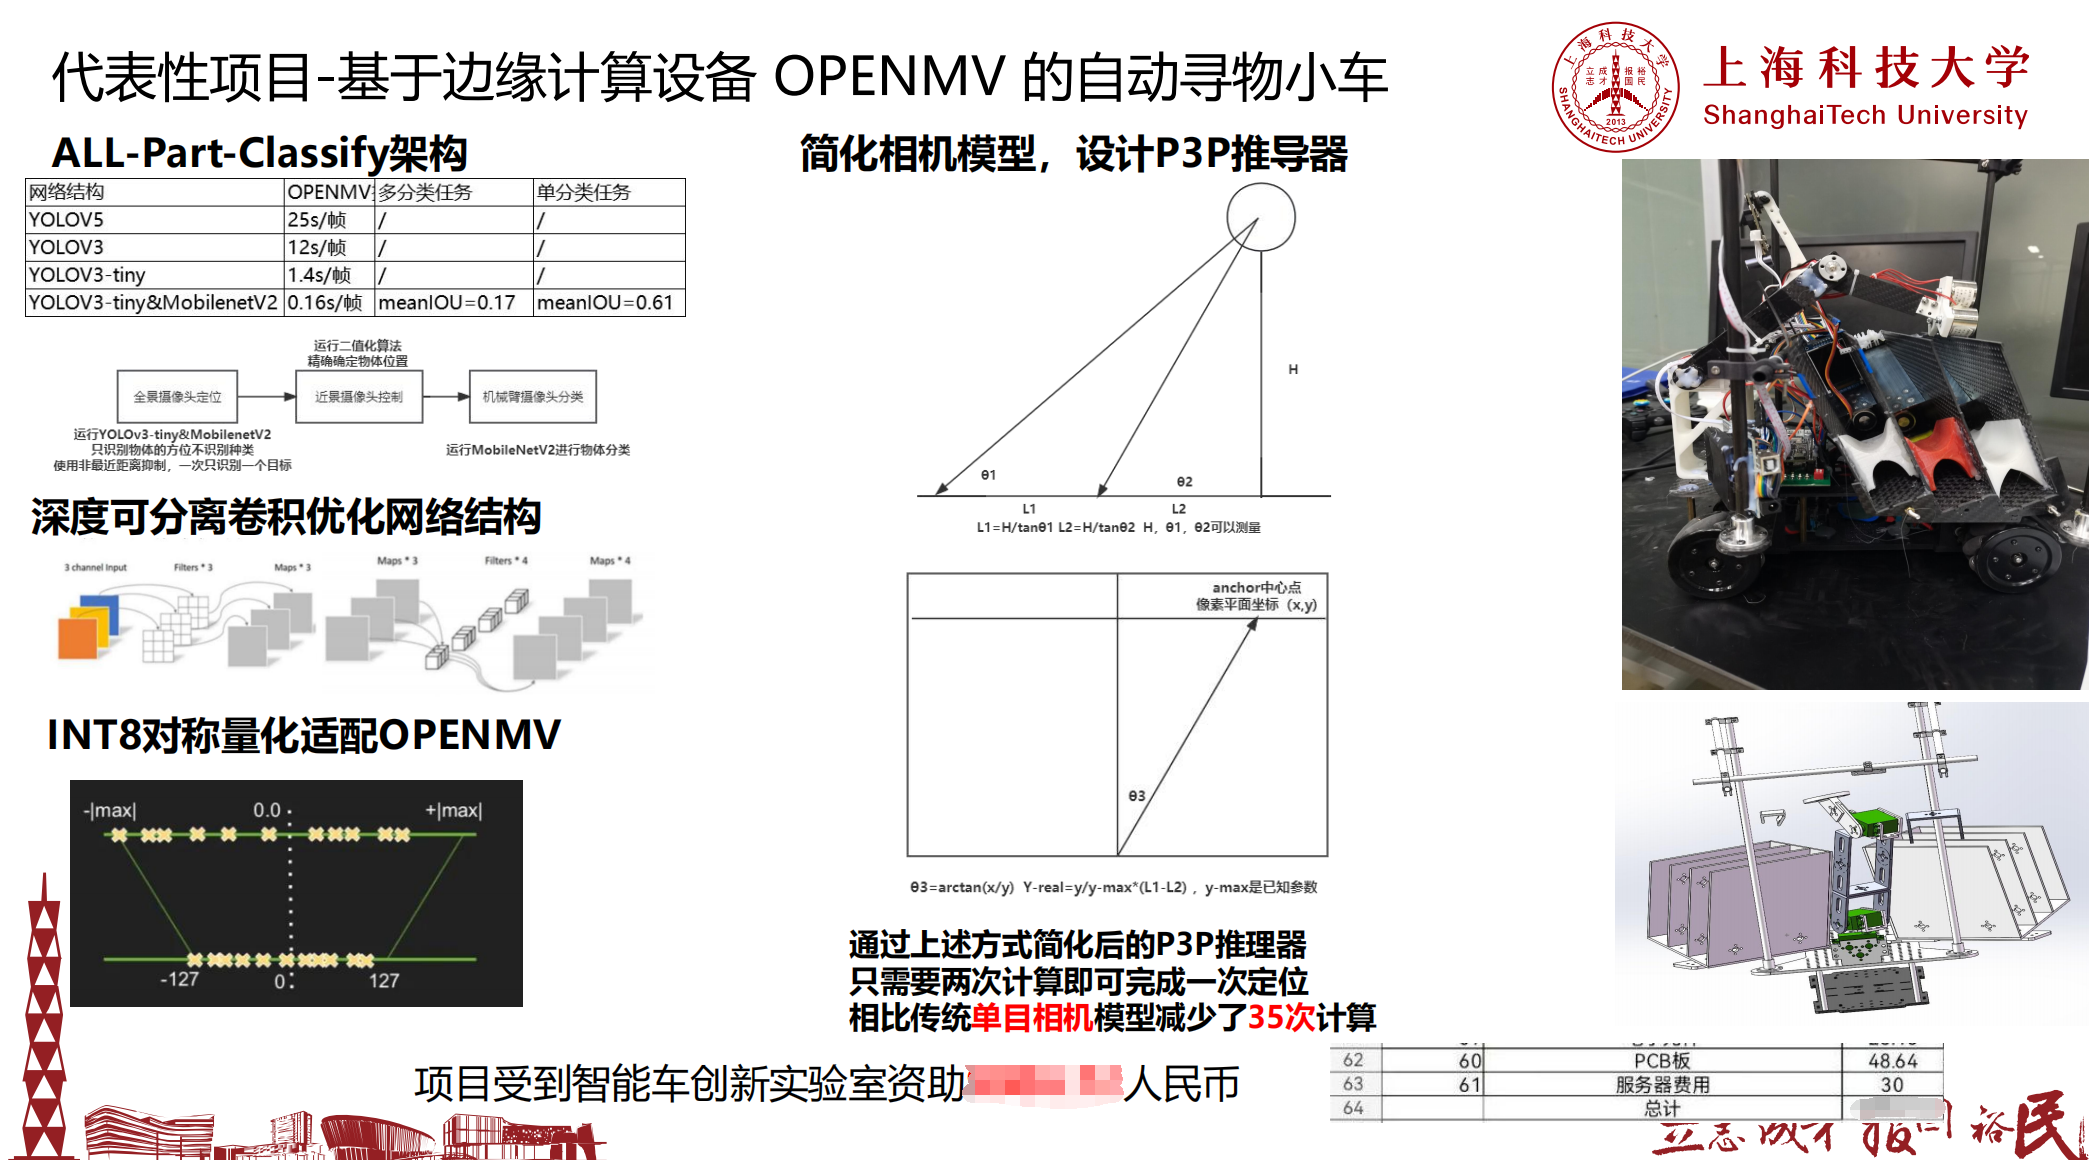 代表性项目-基于边缘计算设备 OPENMV 的自动寻物小车
上海科技大学
ShanghaiTech University
立志成才报国裕民
上海科技大学
SHANGHAITECH UNIVERSITY
2013
ALL-Part-Classify架构
网络结构 OPENMV 多分类任务 单分类任务
YOLOV5 25s/帧 / /
YOLOV3 12s/帧 / /
YOLOV3-tiny 1.4s/帧 / /
YOLOV3-tiny&MobilenetV2 0.16s/帧 meanIOU=0.17 meanIOU=0.61
运行二值化算法
精确确定物体位置
全景摄像头定位
近景摄像头控制
机械臂摄像头分类
运行YOLOv3-tiny&MobilenetV2
只识别物体的方位不识别种类
使用非最近距离抑制，一次只识别一个目标
运行MobileNetV2进行物体分类
深度可分离卷积优化网络结构
3 channel Input Filters * 3 Maps * 3 Maps * 3 Filters * 4 Maps * 4
INT8对称量化适配OPENMV
-|max| 0.0 +|max|
-127 0 127
简化相机模型，设计P3P推导器
H
θ1
θ2
L1 L2
L1=H/tanθ1 L2=H/tanθ2 H，θ1，θ2可以测量
anchor中心点
像素平面坐标（x,y）
θ3
θ3=arctan(x/y) Y-real=y/y-max*(L1-L2) ，y-max是已知参数
通过上述方式简化后的P3P推理器
只需要两次计算即可完成一次定位
相比传统单目相机模型减少了35次计算
项目受到智能车创新实验室资助 人民币
62 60 PCB板 48.64
63 61 服务器费用 30
64 总计
立志成才报国裕民